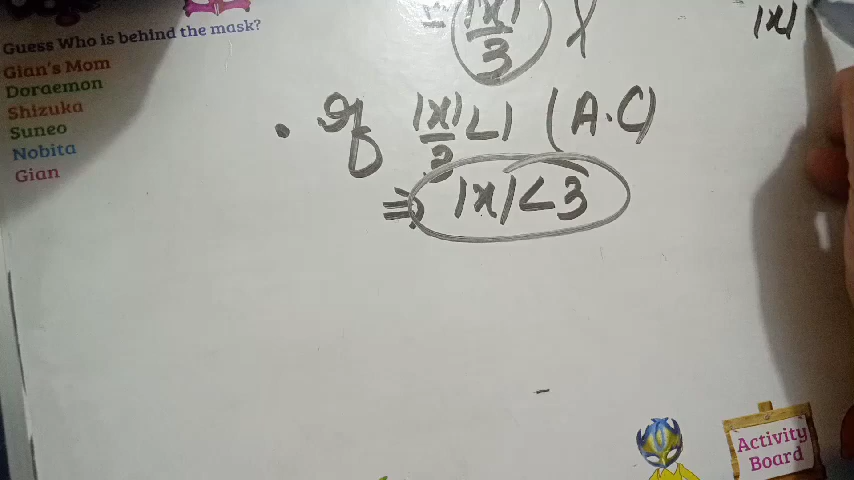 Guess Who is behind the mask?
Gian's Mom
Doraemon
Shizuka
Suneo
Nobita
Gian
= |x|/3
|x|
• If |x|/3 < 1 (A.C)
⇒ |x| < 3
Activity
Board